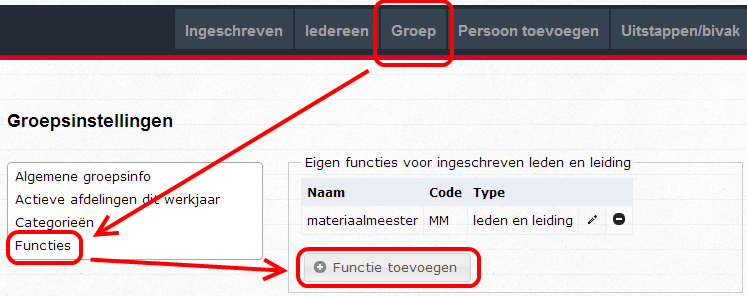 Ingeschreven Iedereen Groep Persoon toevoegen Uitstappen/bivak
Groepsinstellingen
Algemene groepsinfo
Actieve afdelingen dit werkjaar
Categorieën
Functies
Eigen functies voor ingeschreven leden en leiding
Naam Code Type
materiaalmeester MM leden en leiding
Functie toevoegen